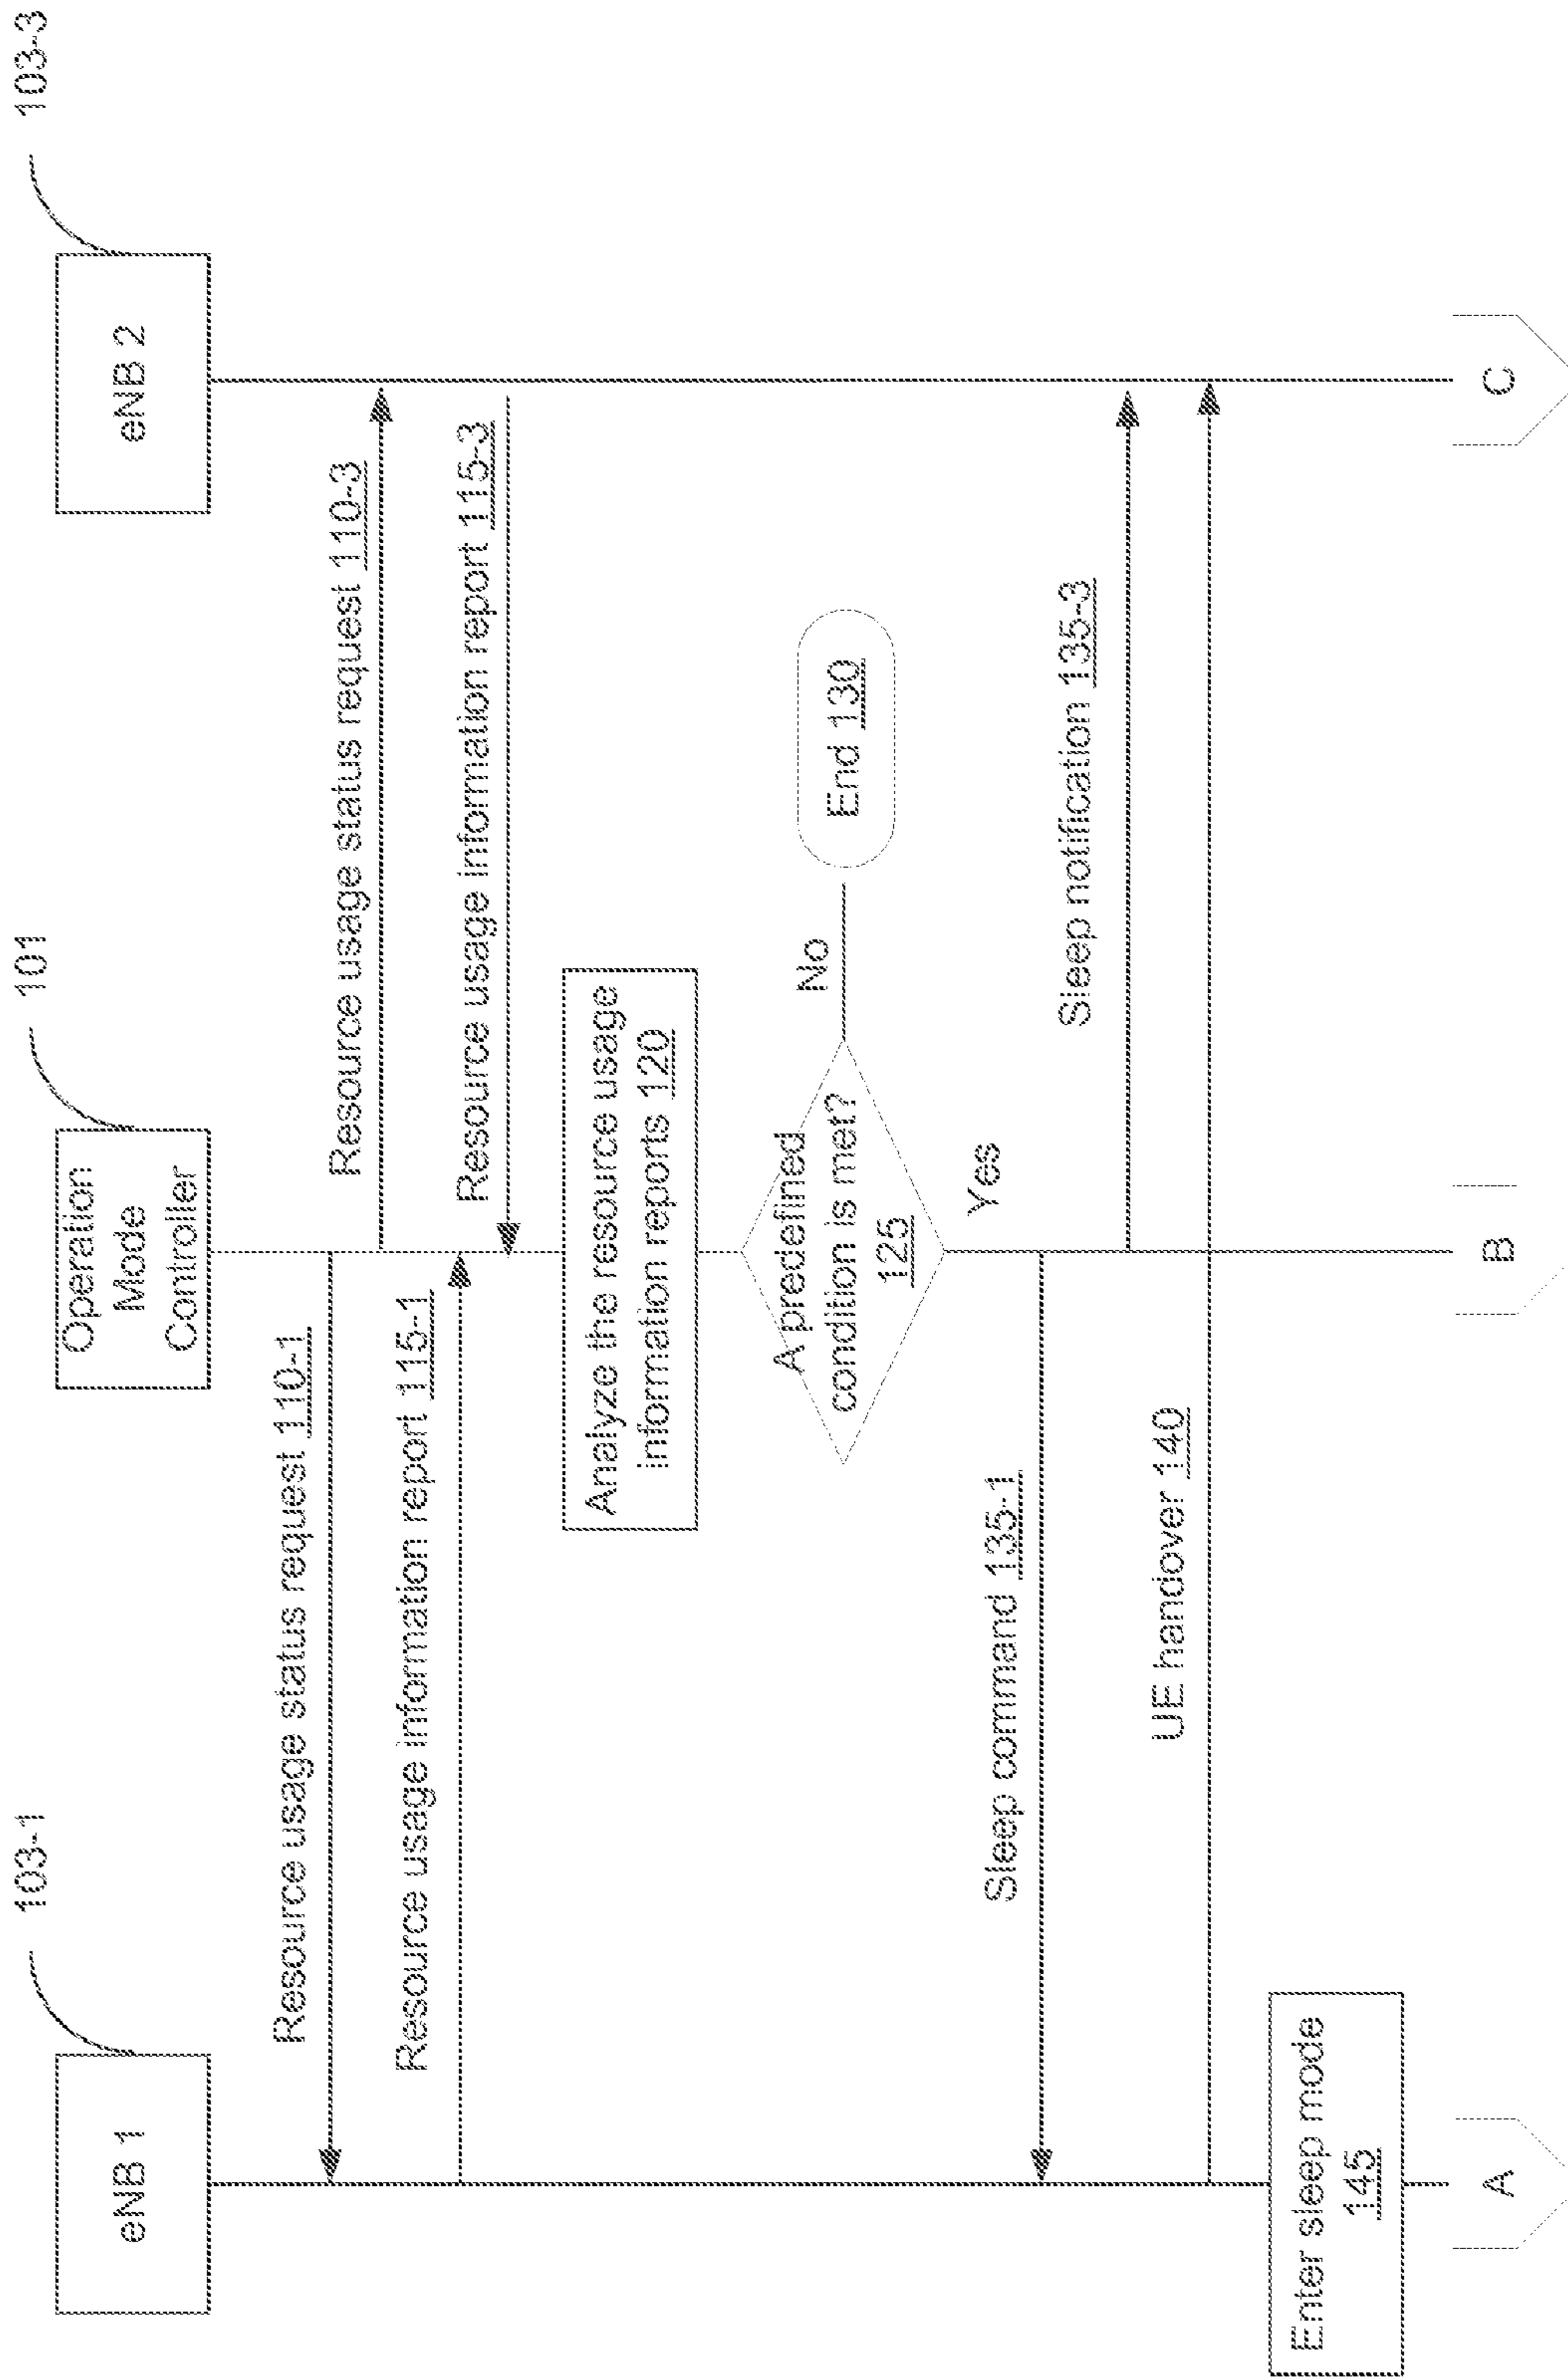 103-1
101
103-3
eNB 1
Operation
Mode
Controller
eNB 2
Resource usage status request 110-1
Resource usage status request 110-3
Resource usage information report 115-1
Resource usage information report 115-3
Analyze the resource usage
information reports 120
A predefined
condition is met?
125
No
End 130
Yes
Sleep command 135-1
Sleep notification 135-3
UE handover 140
Enter sleep mode
145
A
B
C